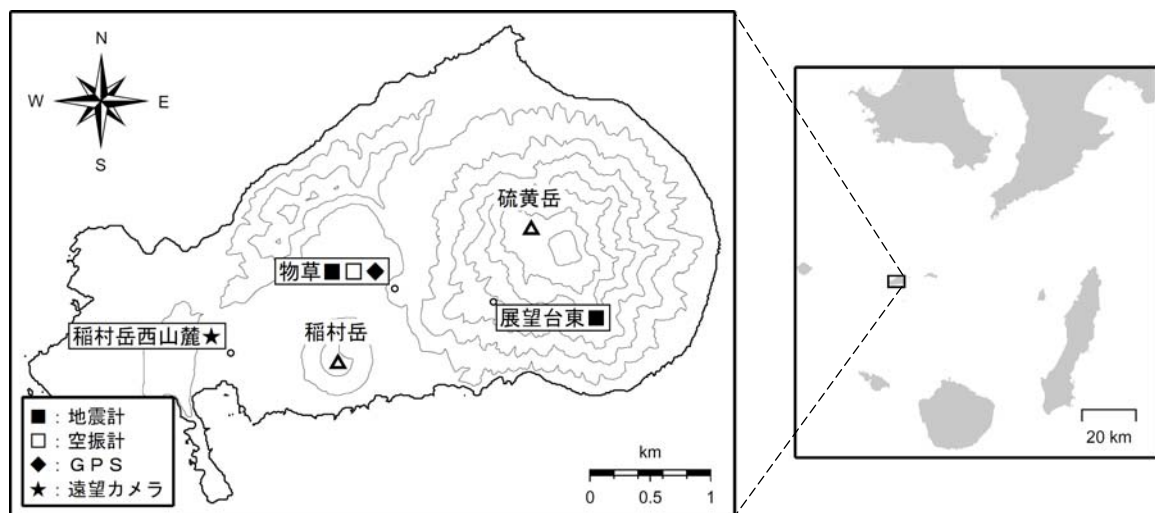 N
W
E
S
硫黄岳
物草■□◆
展望台東■
稲村岳西山麓★
稲村岳
■：地震計
□：空振計
◆：ＧＰＳ
★：遠望カメラ
km
0 0.5 1
20 km